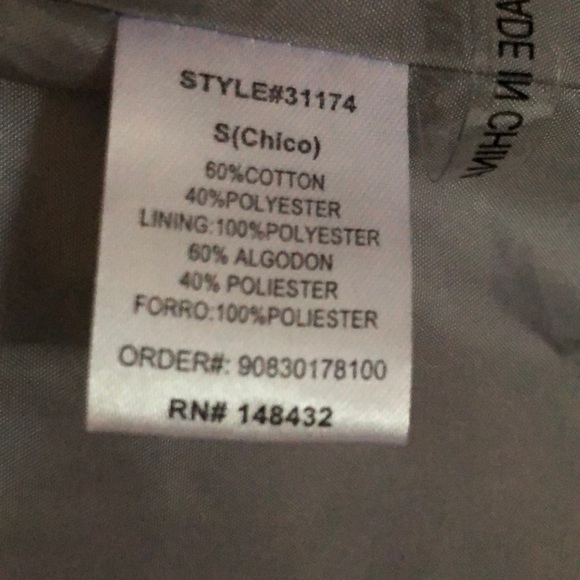 STYLE#31174
S(Chico)
60%COTTON
40%POLYESTER
LINING:100%POLYESTER
60% ALGODON
40% POLIESTER
FORRO:100%POLIESTER
ORDER#: 90830178100
RN# 148432
ADE IN CHIN